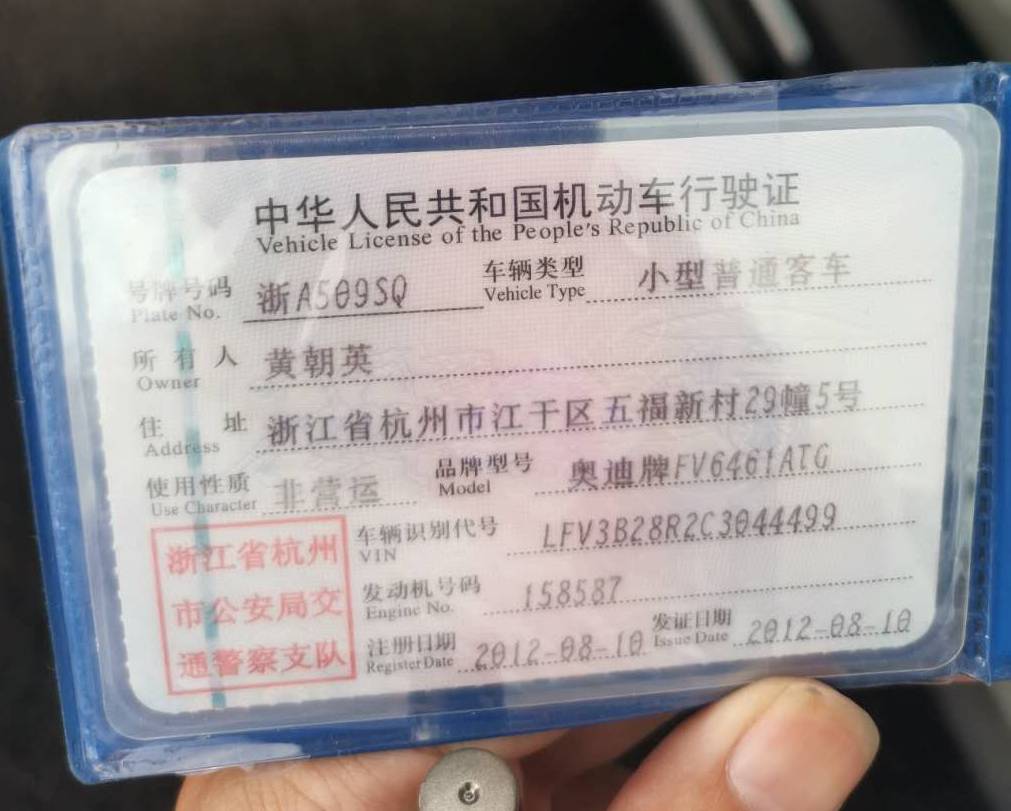 中华人民共和国机动车行驶证
Vehicle License of the People's Republic of China
号牌号码 浙A509SQ 车辆类型 小型普通客车
Plate No. Vehicle Type
所有人 黄朝英
Owner
住址 浙江省杭州市江干区五福新村29幢5号
Address
使用性质 非营运 品牌型号 奥迪牌FV6461ATG
Use Character Model
车辆识别代号 LFV3B28R2C3044499
VIN
发动机号码 158587
Engine No.
注册日期 2012-08-10 发证日期 2012-08-10
Register Date Issue Date
浙江省杭州
市公安局交
通警察支队